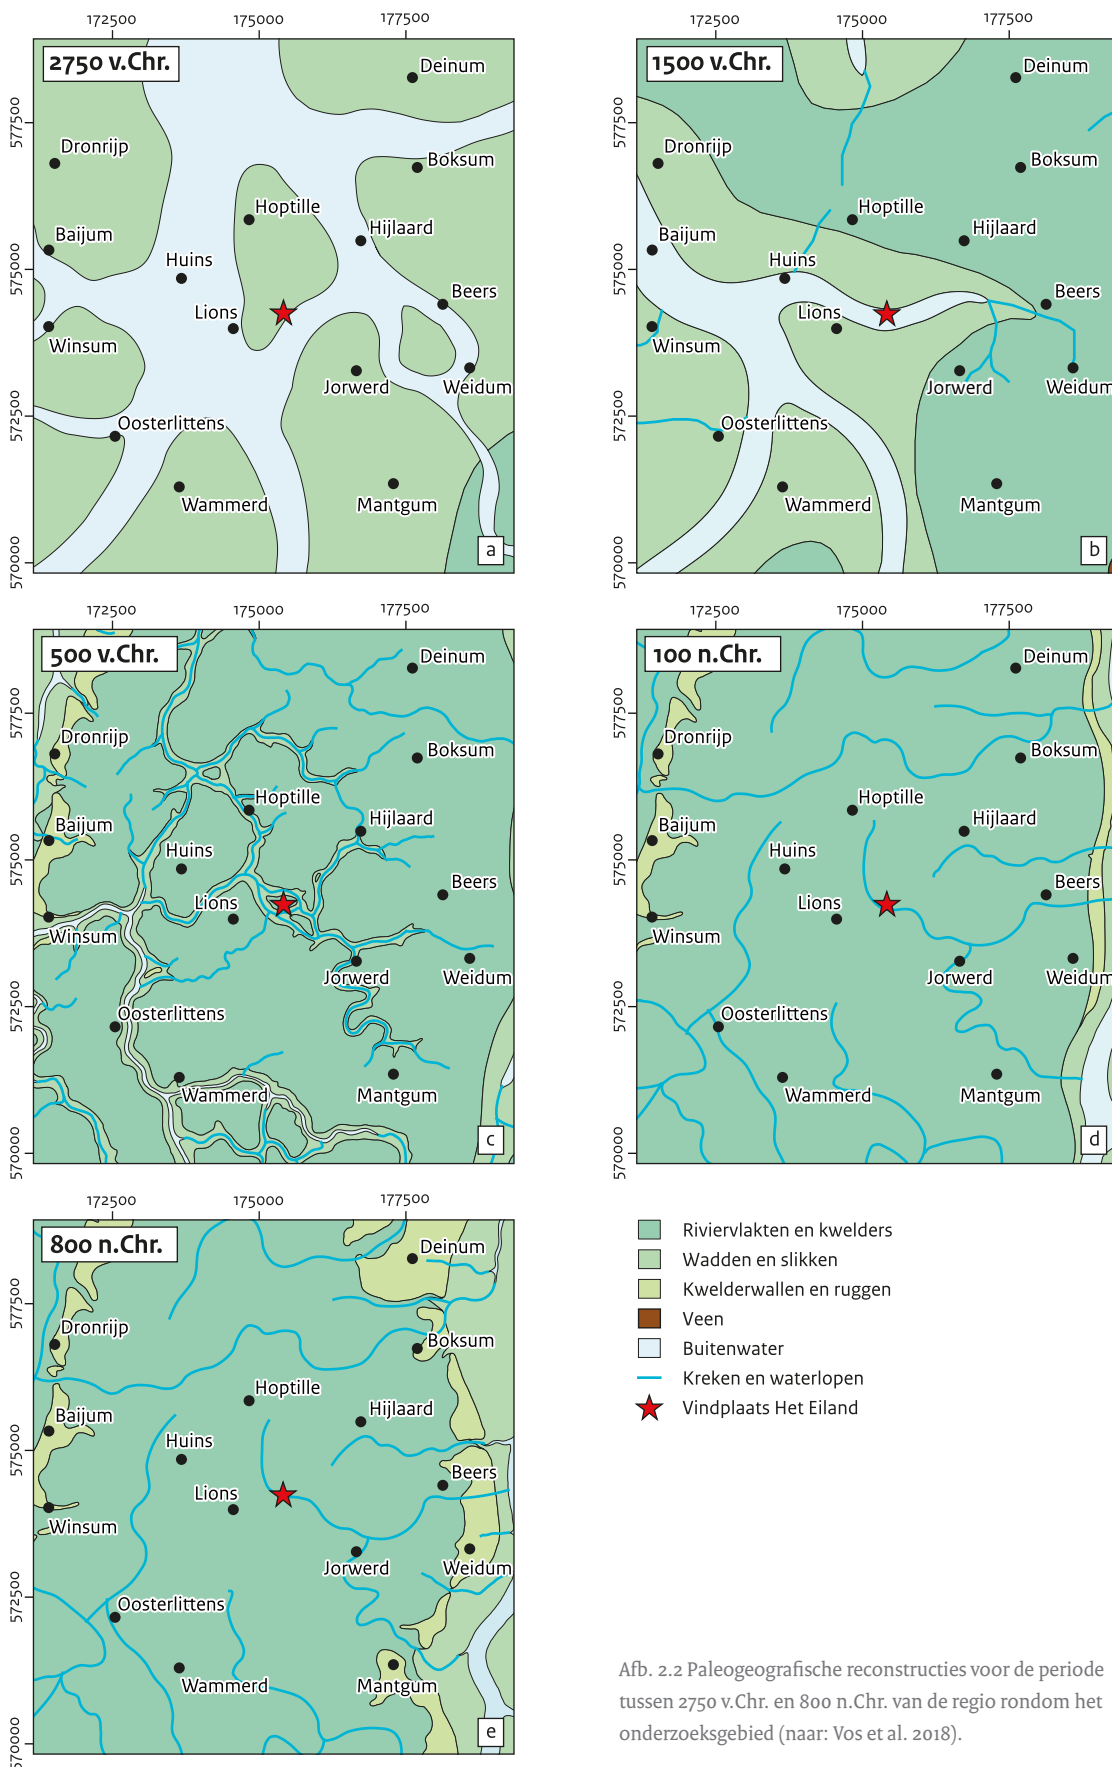 172500 175000 177500
577500
575000
572500
570000
2750 v.Chr.
Deinum
Dronrijp
Boksum
Hoptille
Baijum
Hijlaard
Huins
Beers
Lions
Winsum
Jorwerd
Weidum
Oosterlittens
Wammerd
Mantgum
a
172500 175000 177500
577500
575000
572500
570000
1500 v.Chr.
Deinum
Dronrijp
Boksum
Hoptille
Baijum
Hijlaard
Huins
Beers
Lions
Winsum
Jorwerd
Weidum
Oosterlittens
Wammerd
Mantgum
b
172500 175000 177500
577500
575000
572500
570000
500 v.Chr.
Deinum
Dronrijp
Boksum
Hoptille
Baijum
Hijlaard
Huins
Beers
Lions
Winsum
Jorwerd
Weidum
Oosterlittens
Wammerd
Mantgum
c
172500 175000 177500
577500
575000
572500
570000
100 n.Chr.
Deinum
Dronrijp
Boksum
Hoptille
Baijum
Hijlaard
Huins
Beers
Lions
Winsum
Jorwerd
Weidum
Oosterlittens
Wammerd
Mantgum
d
172500 175000 177500
577500
575000
572500
570000
800 n.Chr.
Deinum
Dronrijp
Boksum
Hoptille
Baijum
Hijlaard
Huins
Beers
Lions
Winsum
Jorwerd
Weidum
Oosterlittens
Wammerd
Mantgum
e
Riviervlakten en kwelders
Wadden en slikken
Kwelderwallen en ruggen
Veen
Buitenwater
Kreken en waterlopen
Vindplaats Het Eiland
Afb. 2.2 Paleogeografische reconstructies voor de periode
tussen 2750 v.Chr. en 800 n.Chr. van de regio rondom het
onderzoeksgebied (naar: Vos et al. 2018).